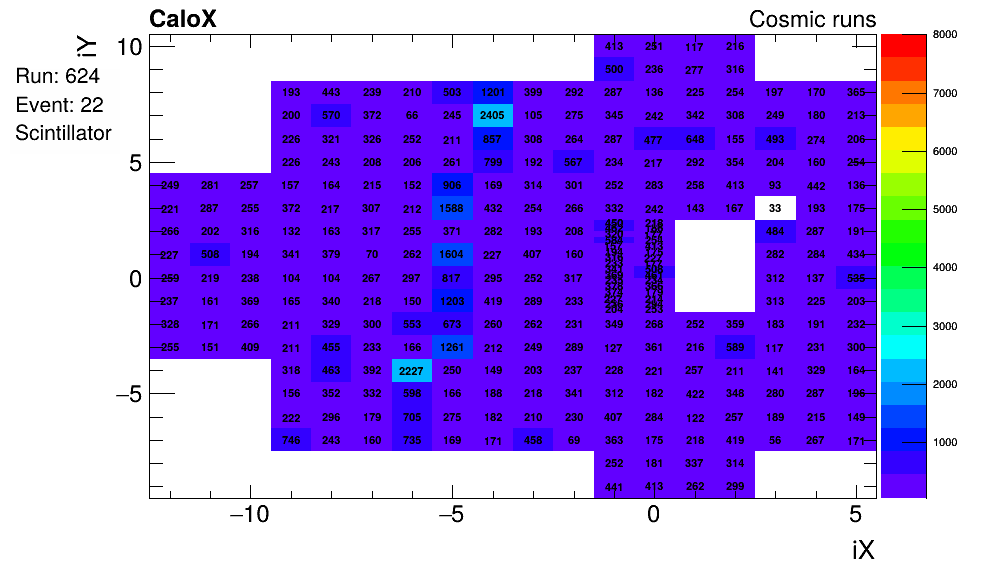 CaloX
Cosmic runs
iY
Run: 624
Event: 22
Scintillator
10
5
0
−5
−10
−5
0
5
iX
8000
7000
6000
5000
4000
3000
2000
1000
413 251 117 216
500 236 277 316
193 443 239 210 503 1201 399 292 287 136 225 254 197 170 365
200 570 372 66 245 2405 105 275 345 242 342 308 249 180 213
226 321 326 252 211 857 308 264 287 477 648 155 493 274 206
226 243 208 206 261 799 192 567 234 217 292 354 204 160 254
249 281 257 157 164 215 152 906 169 314 301 252 283 258 413 93 442 136
221 287 255 372 217 307 212 1588 432 254 266 332 242 143 167 33 193 175
266 202 316 132 163 317 255 371 282 193 208 484 287 191
227 508 194 341 379 70 262 1604 227 407 160 282 284 434
259 219 238 104 104 267 297 817 295 252 317 312 137 535
237 161 369 165 340 218 150 1203 419 289 233 313 225 203
204 253
828 171 266 211 329 300 553 673 260 262 231 349 268 252 359 183 191 232
255 151 409 211 455 233 166 1261 212 249 289 127 361 216 589 117 231 300
318 463 392 2227 250 149 203 237 228 221 257 211 141 329 164
156 352 332 598 166 188 218 341 312 182 422 348 280 287 196
222 296 179 705 275 182 210 230 407 284 122 257 189 215 149
746 243 160 735 169 171 458 69 363 175 218 419 56 267 171
252 181 337 314
441 413 262 299